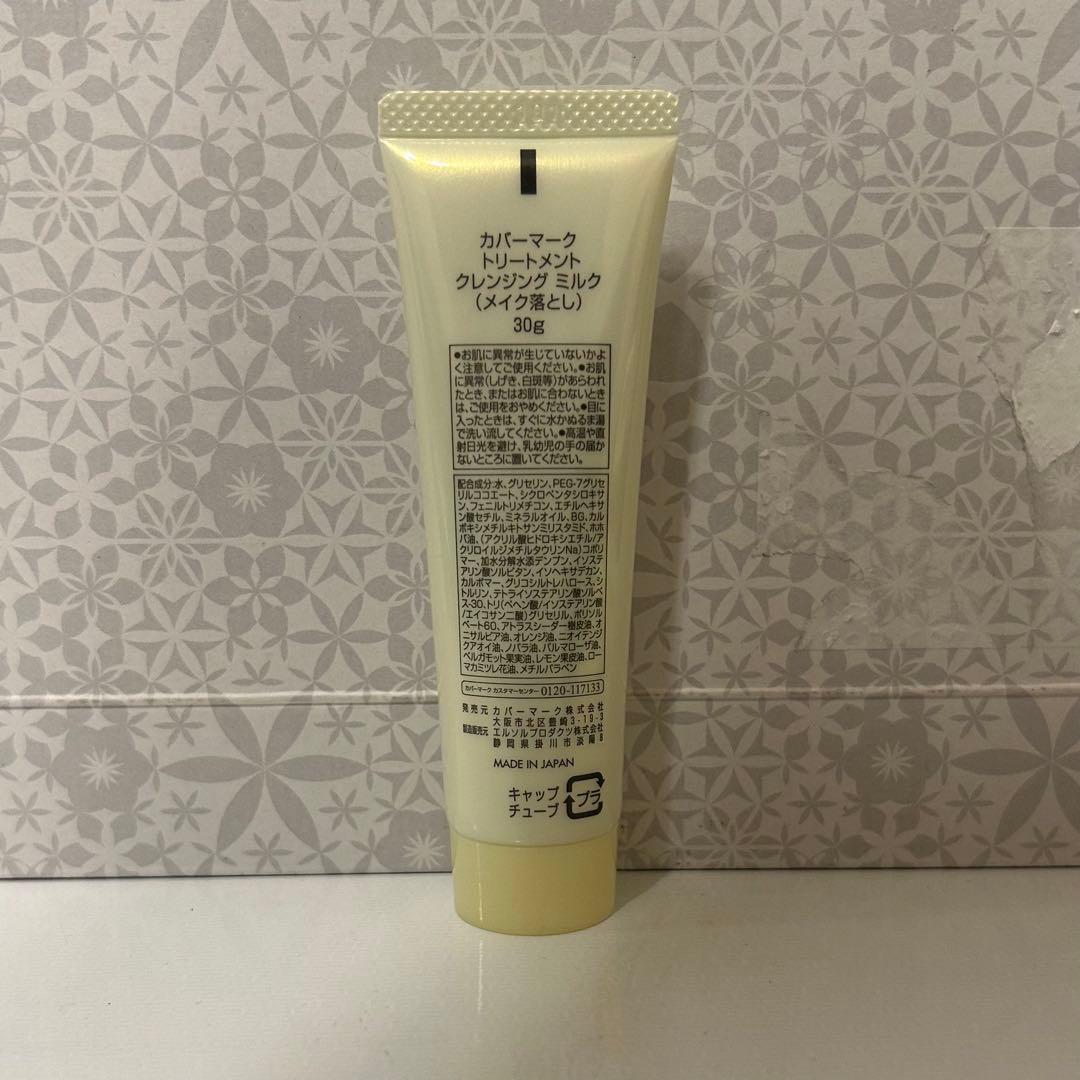 カバーマーク
トリートメント
クレンジング ミルク
(メイク落とし)
30g
●お肌に異常が生じていないかよ
く注意してご使用ください。●お肌
に異常(しげき、白斑等)があらわれ
たとき、またはお肌に合わないとき
は、ご使用をおやめください。●目に
入ったときは、すぐに水かぬるま湯
で洗い流してください。●高温や直
射日光を避け、乳幼児の手の届か
ないところに置いてください。
配合成分:水、グリセリン、PEG-7グリセ
リルココエート、シクロペンタシロキサ
ン、フェニルトリメチコン、エチルヘキサ
ン酸セチル、ミネラルオイル、BG、カル
ボキシメチルキトサンミリスタミド、ホホ
バ油、(アクリル酸ヒドロキシエチル/ア
クリロイルジメチルタウリンNa)コポリ
マー、加水分解水添デンプン、イソステ
アリン酸ソルビタン、イソヘキサデカン、
カルボマー、グリコシルトレハロース、シ
トルリン、テトライソステアリン酸ソルベ
ス-30、トリ(ベヘン酸/イソステアリン酸
/エイコサン二酸)グリセリル、ポリソル
ベート60、アトラスシーダー樹皮油、オ
ニサルビア油、オレンジ油、ニオイテンジ
クアオイ油、ノバラ油、パルマローザ油、
ベルガモット果実油、レモン果皮油、ロー
マカミツレ花油、メチルパラベン
カバーマーク カスタマーセンター 0120-117133
発売元 カバーマーク株式会社
大阪市北区豊崎3-19-3
製造販売元 エルソルプロダクツ株式会社
静岡県掛川市淡陽8
MADE IN JAPAN
キャップ
チューブ
プラ